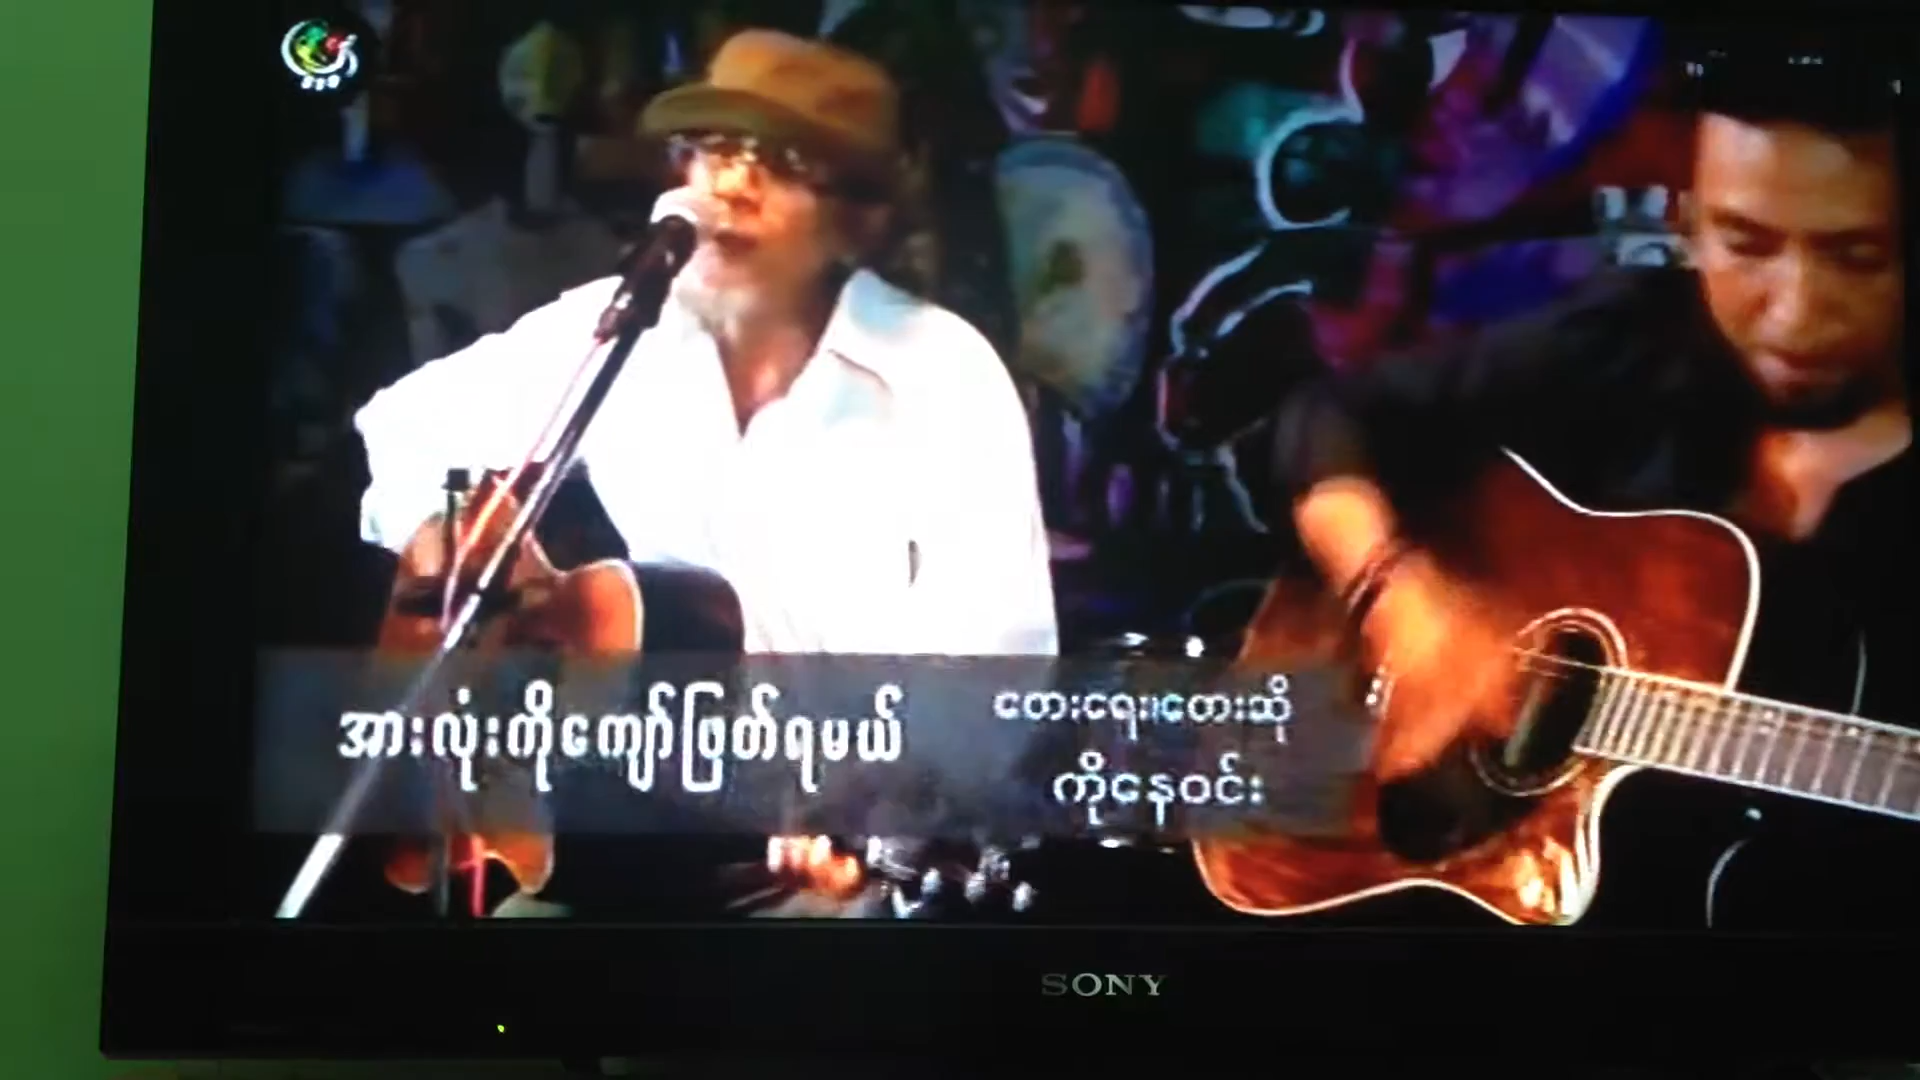 အားလုံးကိုကျော်ဖြတ်ရမယ်
တေးရေး၊တေးဆို
ကိုနေဝင်း
SONY